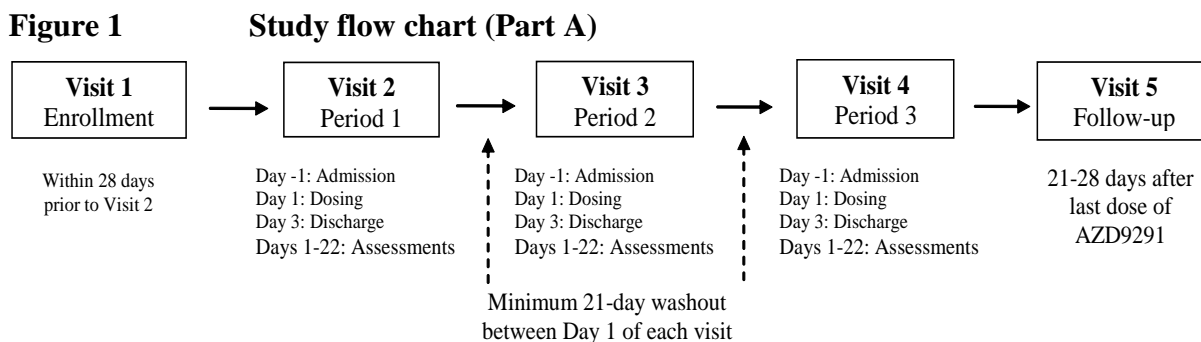 Figure 1 Study flow chart (Part A)
Visit 1
Enrollment
Within 28 days
prior to Visit 2
Visit 2
Period 1
Day -1: Admission
Day 1: Dosing
Day 3: Discharge
Days 1-22: Assessments
Visit 3
Period 2
Day -1: Admission
Day 1: Dosing
Day 3: Discharge
Days 1-22: Assessments
Visit 4
Period 3
Day -1: Admission
Day 1: Dosing
Day 3: Discharge
Days 1-22: Assessments
Visit 5
Follow-up
21-28 days after
last dose of
AZD9291
Minimum 21-day washout
between Day 1 of each visit